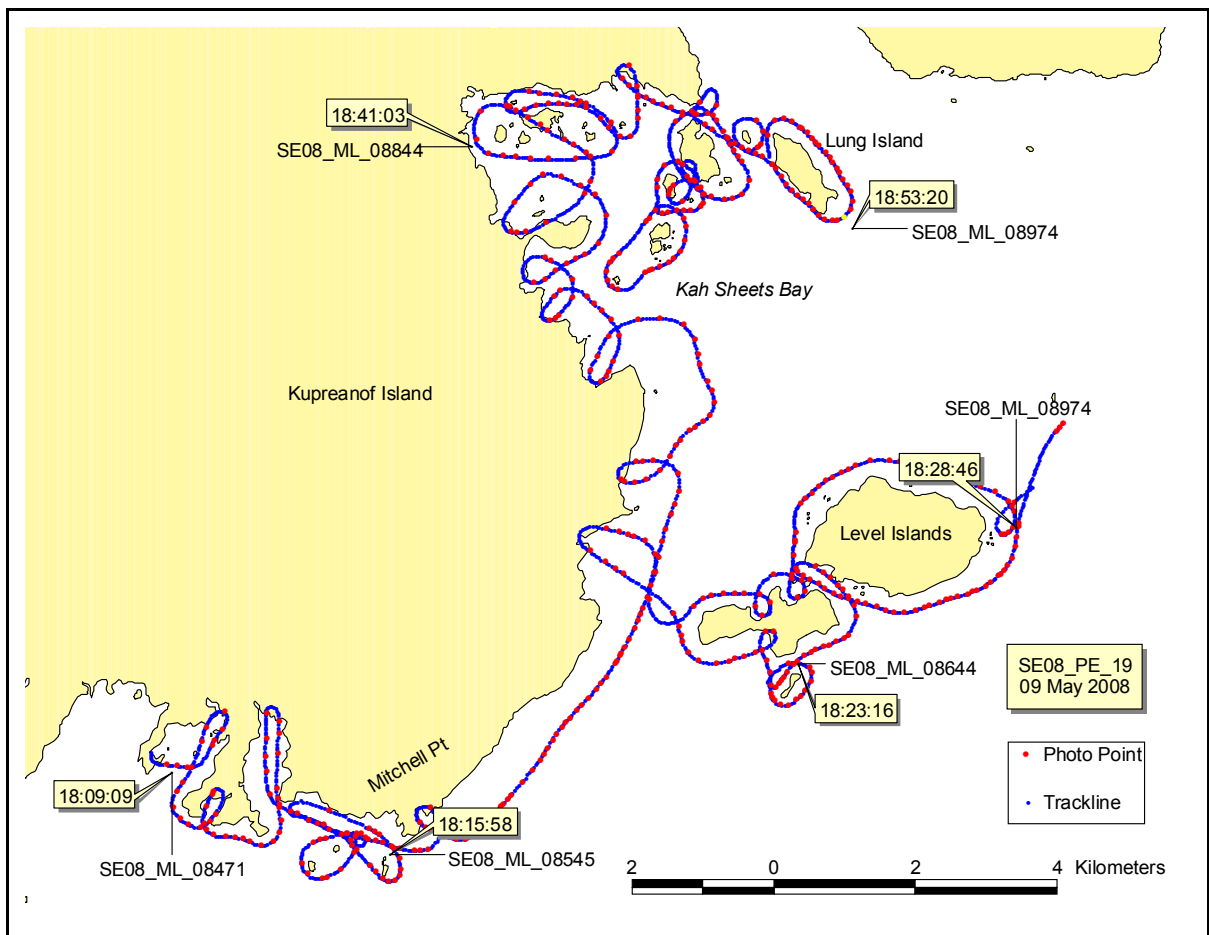 18:41:03
SE08_ML_08844
Lung Island
18:53:20
SE08_ML_08974
Kah Sheets Bay
Kupreanof Island
SE08_ML_08974
18:28:46
Level Islands
SE08_ML_08644
18:23:16
SE08_PE_19
09 May 2008
Photo Point
Trackline
Mitchell Pt
18:09:09
18:15:58
SE08_ML_08545
SE08_ML_08471
2 0 4 Kilometers